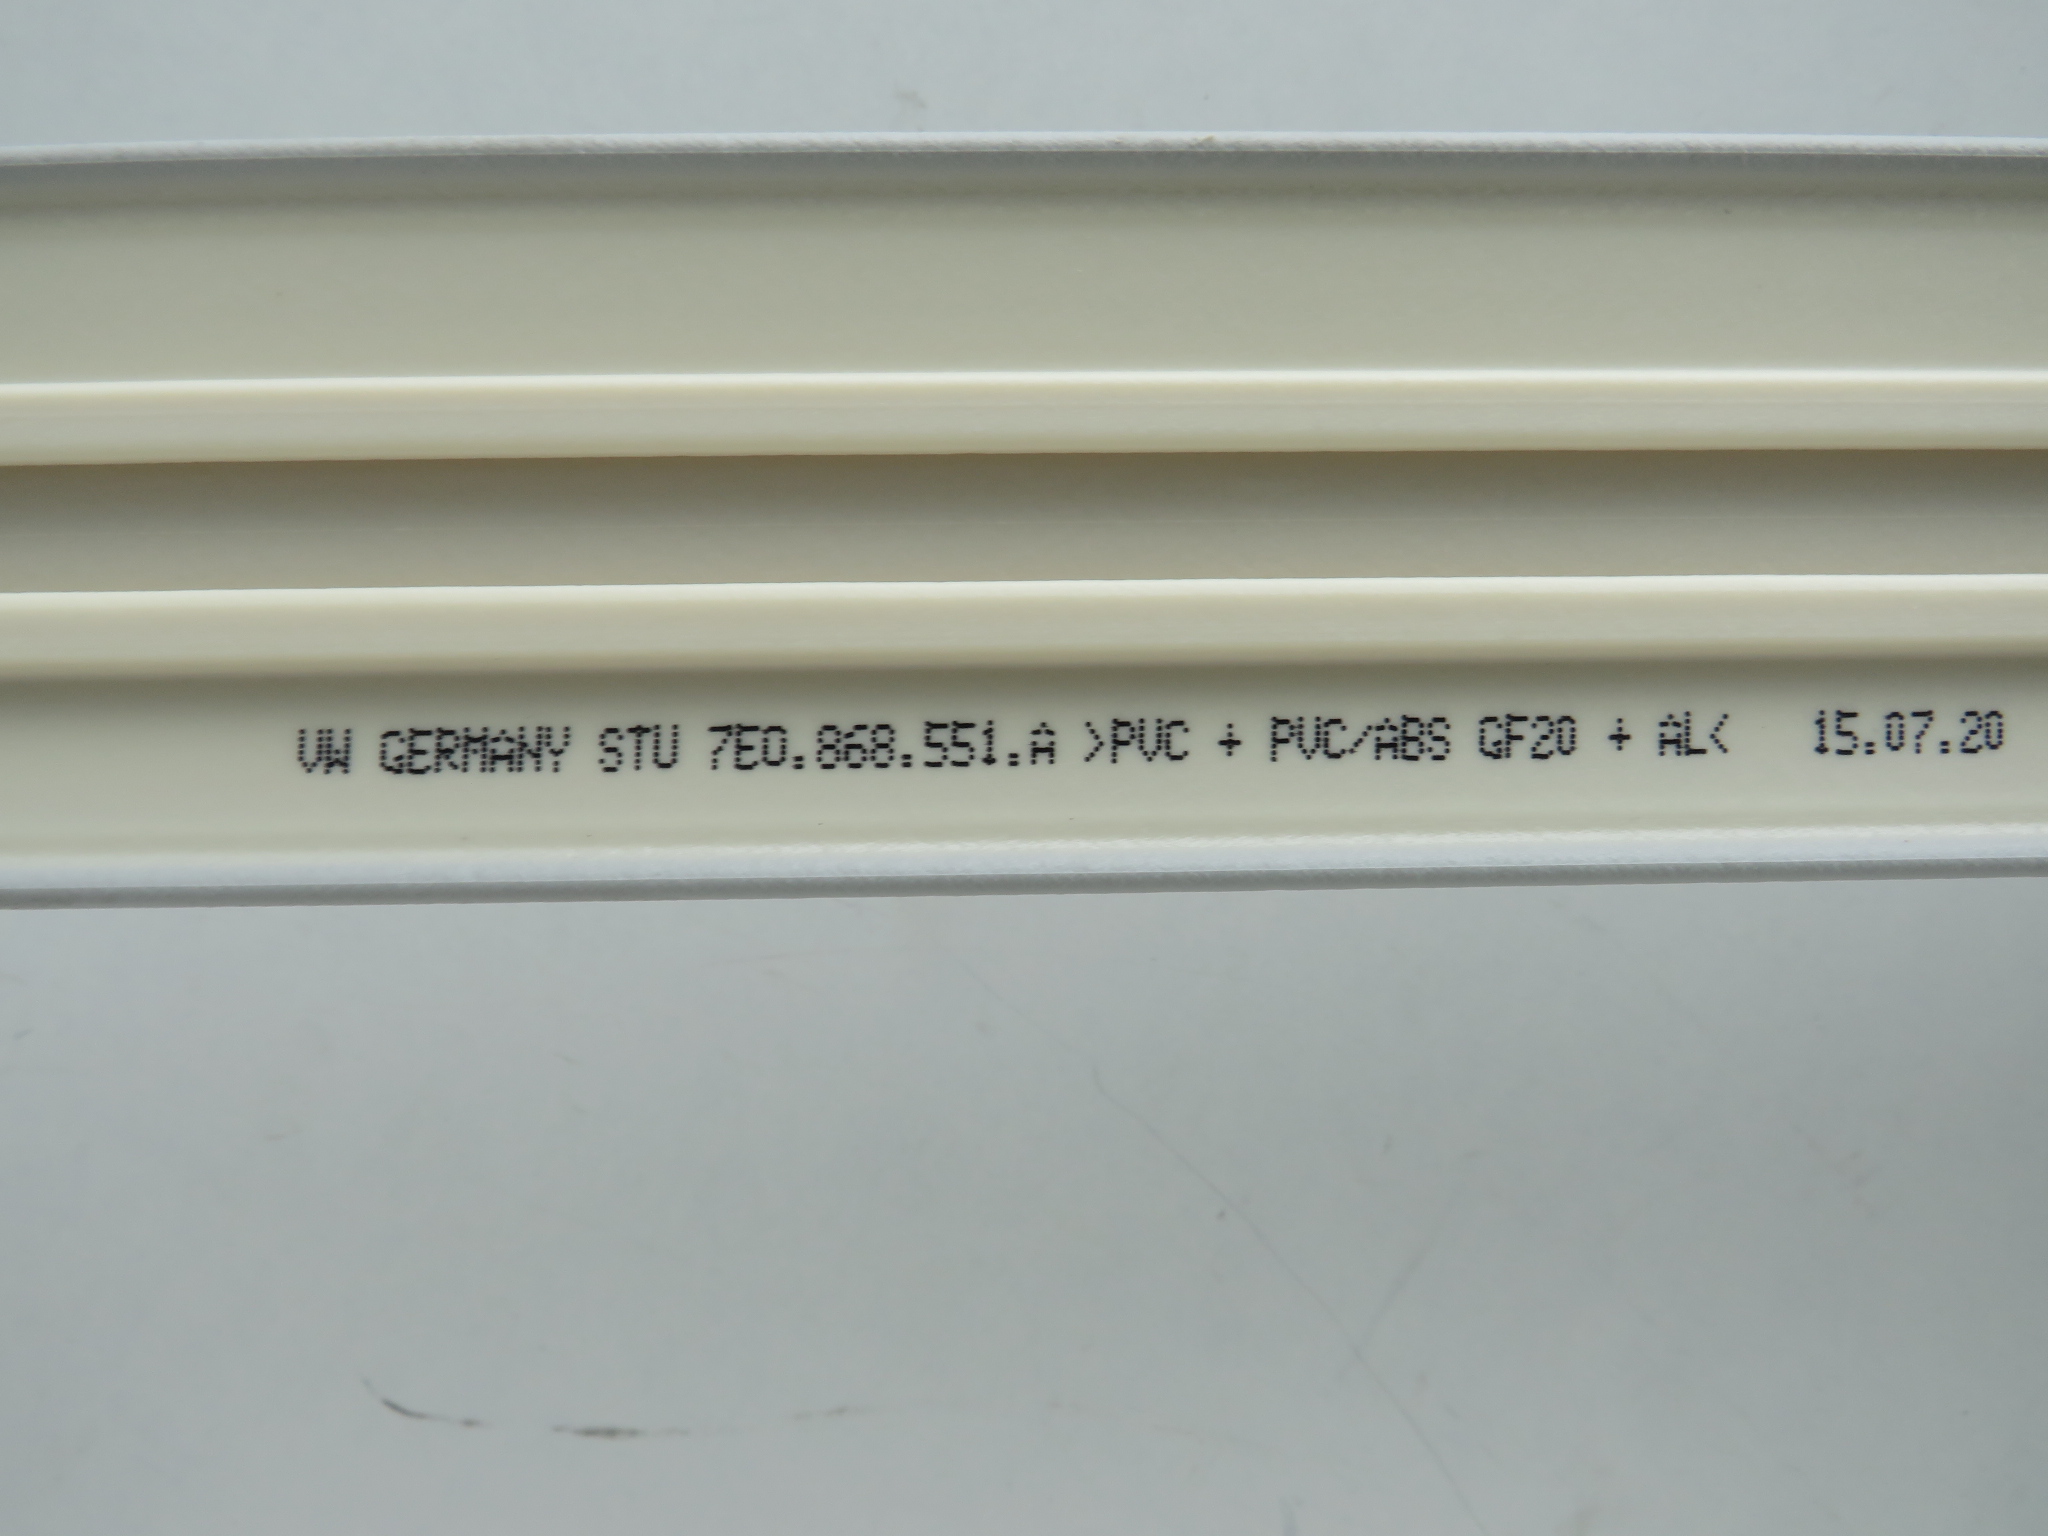 VW GERMANY STU 7E0.868.551.A >PVC + PVC/ABS GF20 + AL< 15.07.20